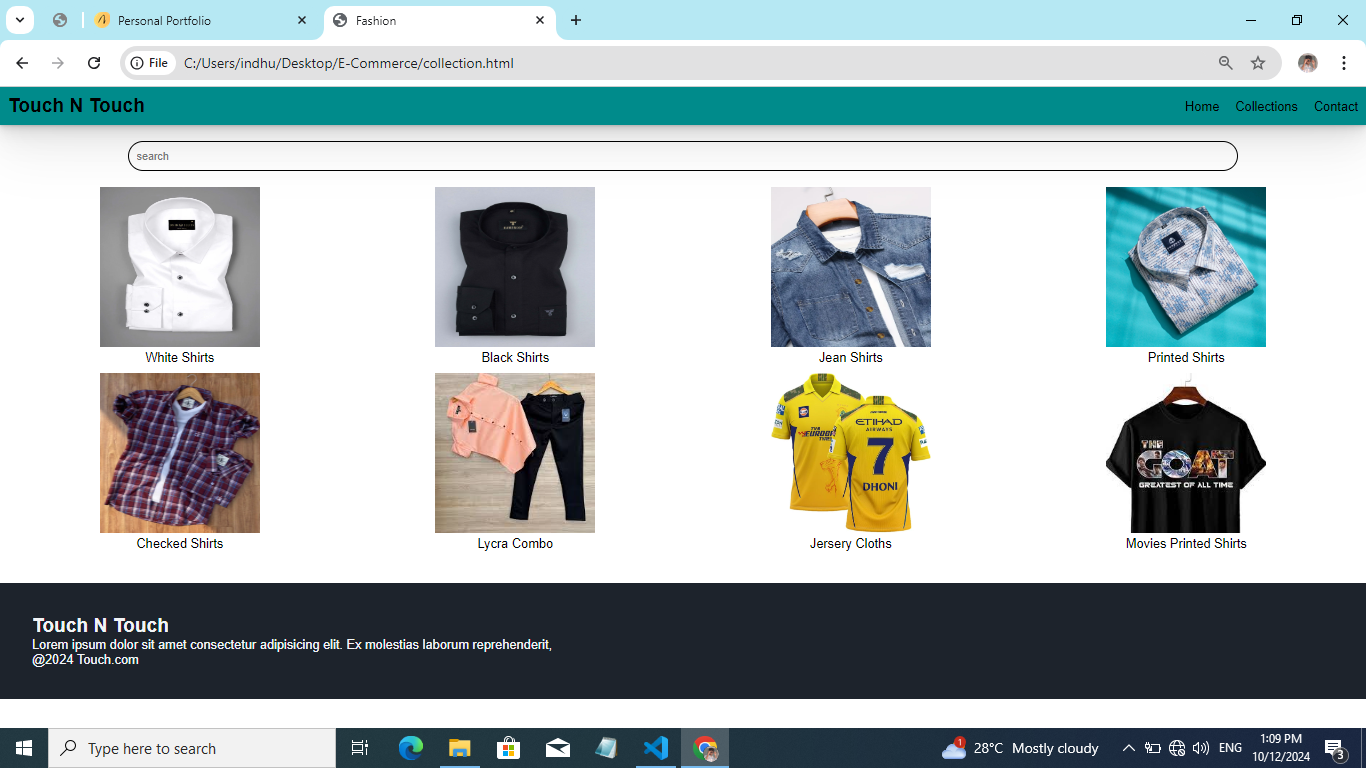 Personal Portfolio
Fashion
File
C:/Users/indhu/Desktop/E-Commerce/collection.html
Touch N Touch
Home
Collections
Contact
search
White Shirts
Black Shirts
Jean Shirts
Printed Shirts
ETIHAD
AIRWAYS
7
DHONI
THE
GOAT
GREATEST OF ALL TIME
Checked Shirts
Lycra Combo
Jersery Cloths
Movies Printed Shirts
Touch N Touch
Lorem ipsum dolor sit amet consectetur adipisicing elit. Ex molestias laborum reprehenderit,
@2024 Touch.com
Type here to search
1
28°C Mostly cloudy
ENG
1:09 PM
10/12/2024
3